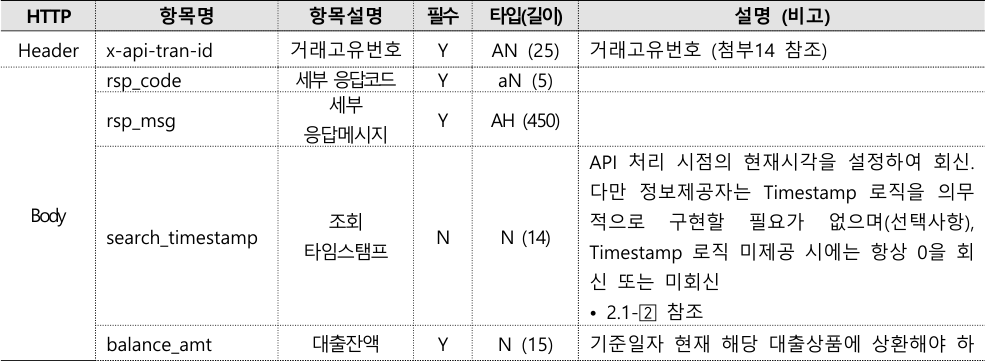 HTTP 항목명 항목설명 필수 타입(길이) 설명 (비고)
Header x-api-tran-id 거래고유번호 Y AN (25) 거래고유번호 (첨부14 참조)
Body
rsp_code 세부 응답코드 Y aN (5)
rsp_msg 세부
응답메시지 Y AH (450)
search_timestamp 조회
타임스탬프 N N (14)
API 처리 시점의 현재시각을 설정하여 회신.
다만 정보제공자는 Timestamp 로직을 의무
적으로 구현할 필요가 없으며(선택사항),
Timestamp 로직 미제공 시에는 항상 0을 회
신 또는 미회신
• 2.1-2 참조
balance_amt 대출잔액 Y N (15) 기준일자 현재 해당 대출상품에 상환해야 하